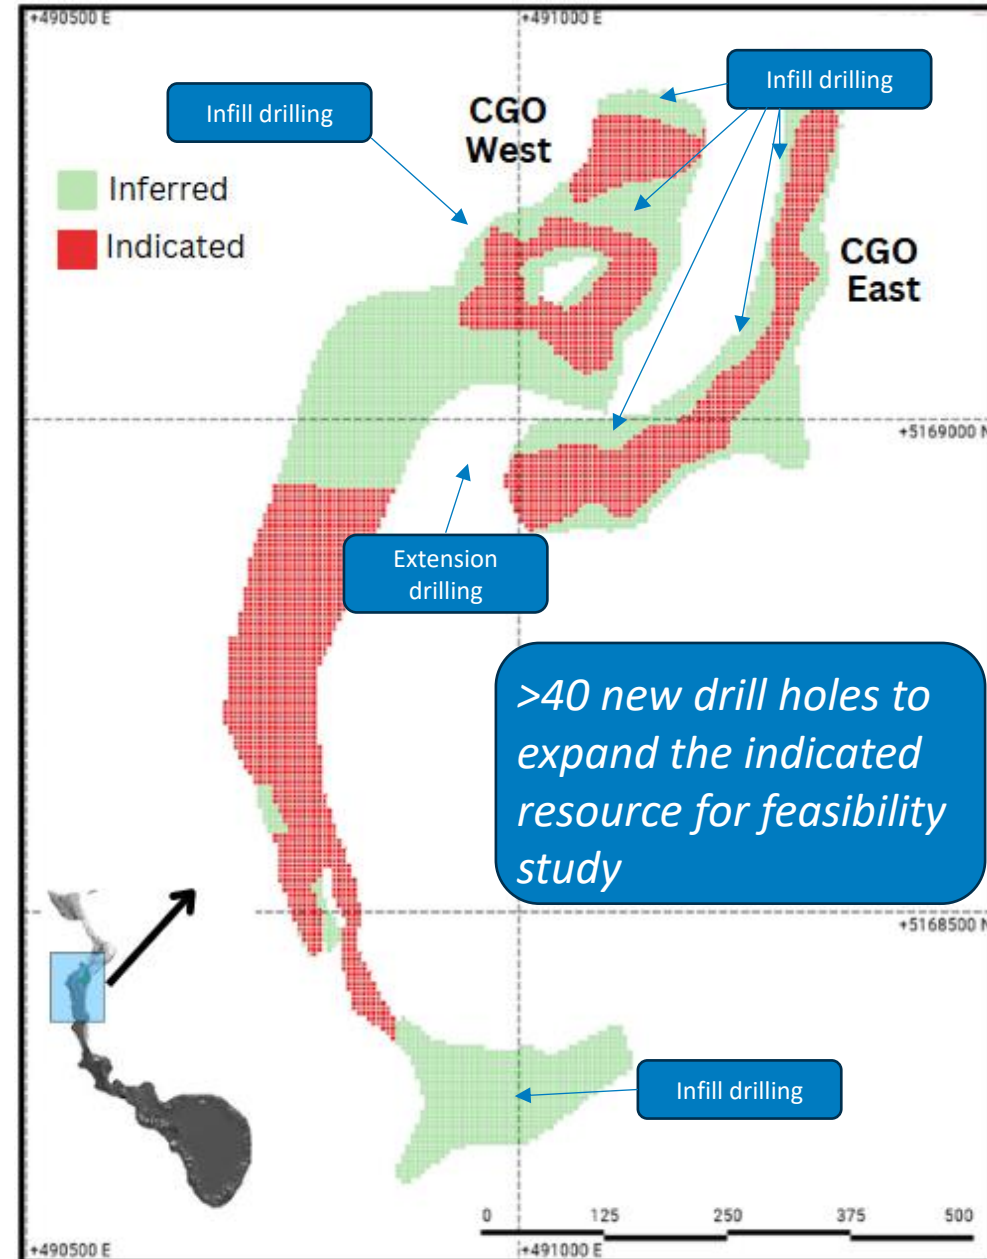 +490500 E
+491000 E
Infill drilling
Infill drilling
CGO
West
Inferred
Indicated
CGO
East
+5169000 N
Extension
drilling
>40 new drill holes to
expand the indicated
resource for feasibility
study
+5168500 N
Infill drilling
0 125 250 375 500
+490500 E
+491000 E